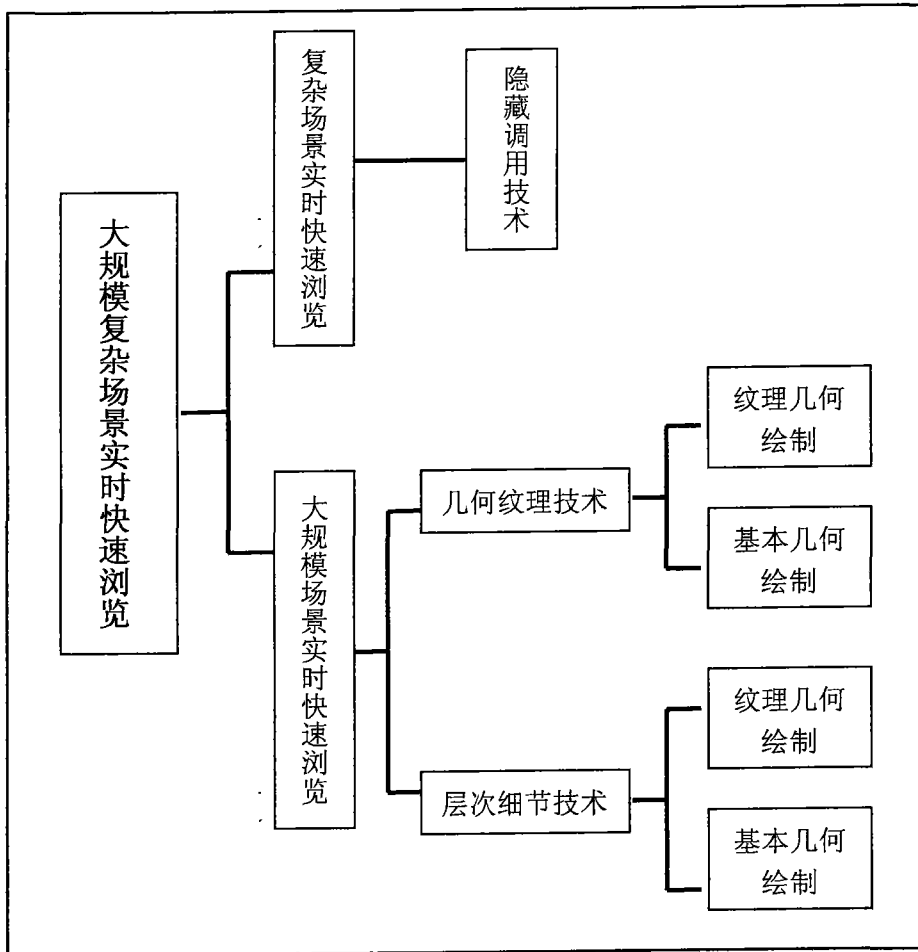 大规模复杂场景实时快速浏览
复杂场景实时快速浏览
隐藏调用技术
大规模场景实时快速浏览
几何纹理技术
纹理几何
绘制
基本几何
绘制
层次细节技术
纹理几何
绘制
基本几何
绘制